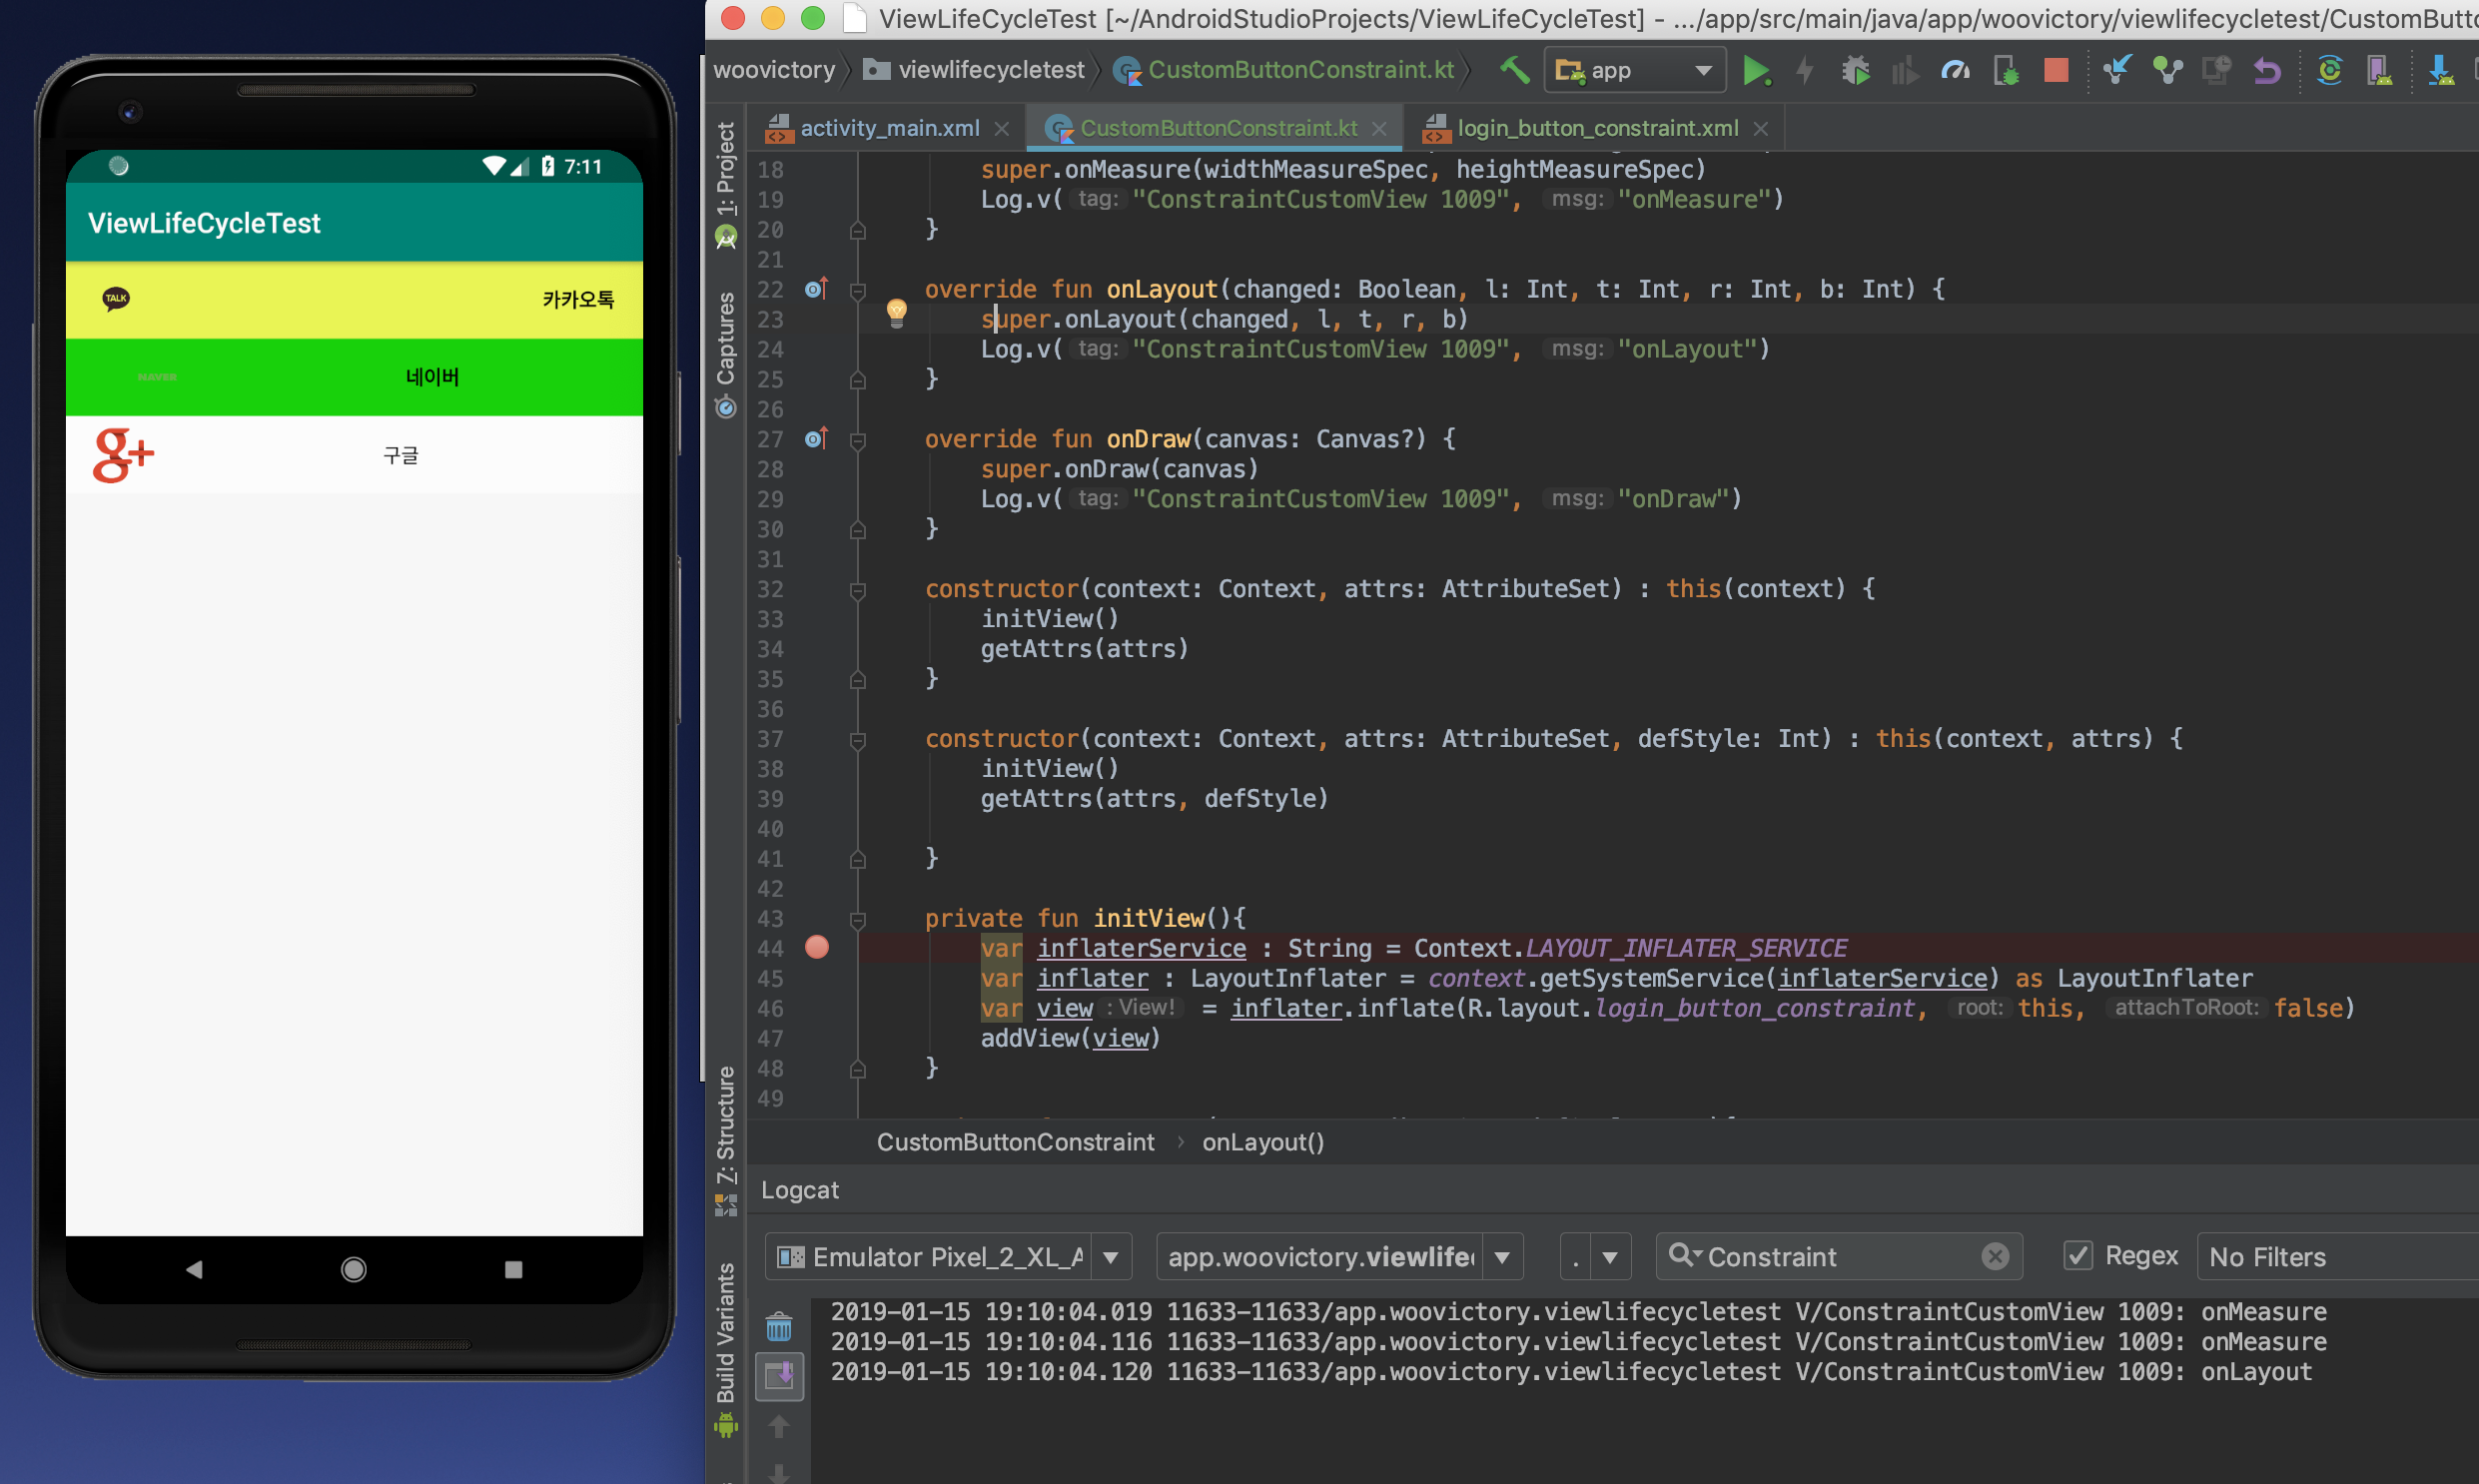 7:11
ViewLifeCycleTest
TALK
카카오톡
NAVER
네이버
g+
구글
ViewLifeCycleTest [~/AndroidStudioProjects/ViewLifeCycleTest] - .../app/src/main/java/app/woovictory/viewlifecycletest/CustomButto
woovictory
viewlifecycletest
CustomButtonConstraint.kt
app
activity_main.xml
CustomButtonConstraint.kt
login_button_constraint.xml
1: Project
Captures
Z: Structure
Build Variants
18 super.onMeasure(widthMeasureSpec, heightMeasureSpec)
19 Log.v( tag: "ConstraintCustomView 1009", msg: "onMeasure")
20 }
21
22 override fun onLayout(changed: Boolean, l: Int, t: Int, r: Int, b: Int) {
23 super.onLayout(changed, l, t, r, b)
24 Log.v( tag: "ConstraintCustomView 1009", msg: "onLayout")
25 }
26
27 override fun onDraw(canvas: Canvas?) {
28 super.onDraw(canvas)
29 Log.v( tag: "ConstraintCustomView 1009", msg: "onDraw")
30 }
31
32 constructor(context: Context, attrs: AttributeSet) : this(context) {
33 initView()
34 getAttrs(attrs)
35 }
36
37 constructor(context: Context, attrs: AttributeSet, defStyle: Int) : this(context, attrs) {
38 initView()
39 getAttrs(attrs, defStyle)
40
41 }
42
43 private fun initView(){
44 var inflaterService : String = Context.LAYOUT_INFLATER_SERVICE
45 var inflater : LayoutInflater = context.getSystemService(inflaterService) as LayoutInflater
46 var view : View! = inflater.inflate(R.layout.login_button_constraint, root: this, attachToRoot: false)
47 addView(view)
48 }
49
CustomButtonConstraint › onLayout()
Logcat
Emulator Pixel_2_XL_A
app.woovictory.viewlifec
.
Constraint
Regex
No Filters
2019-01-15 19:10:04.019 11633-11633/app.woovictory.viewlifecycletest V/ConstraintCustomView 1009: onMeasure
2019-01-15 19:10:04.116 11633-11633/app.woovictory.viewlifecycletest V/ConstraintCustomView 1009: onMeasure
2019-01-15 19:10:04.120 11633-11633/app.woovictory.viewlifecycletest V/ConstraintCustomView 1009: onLayout